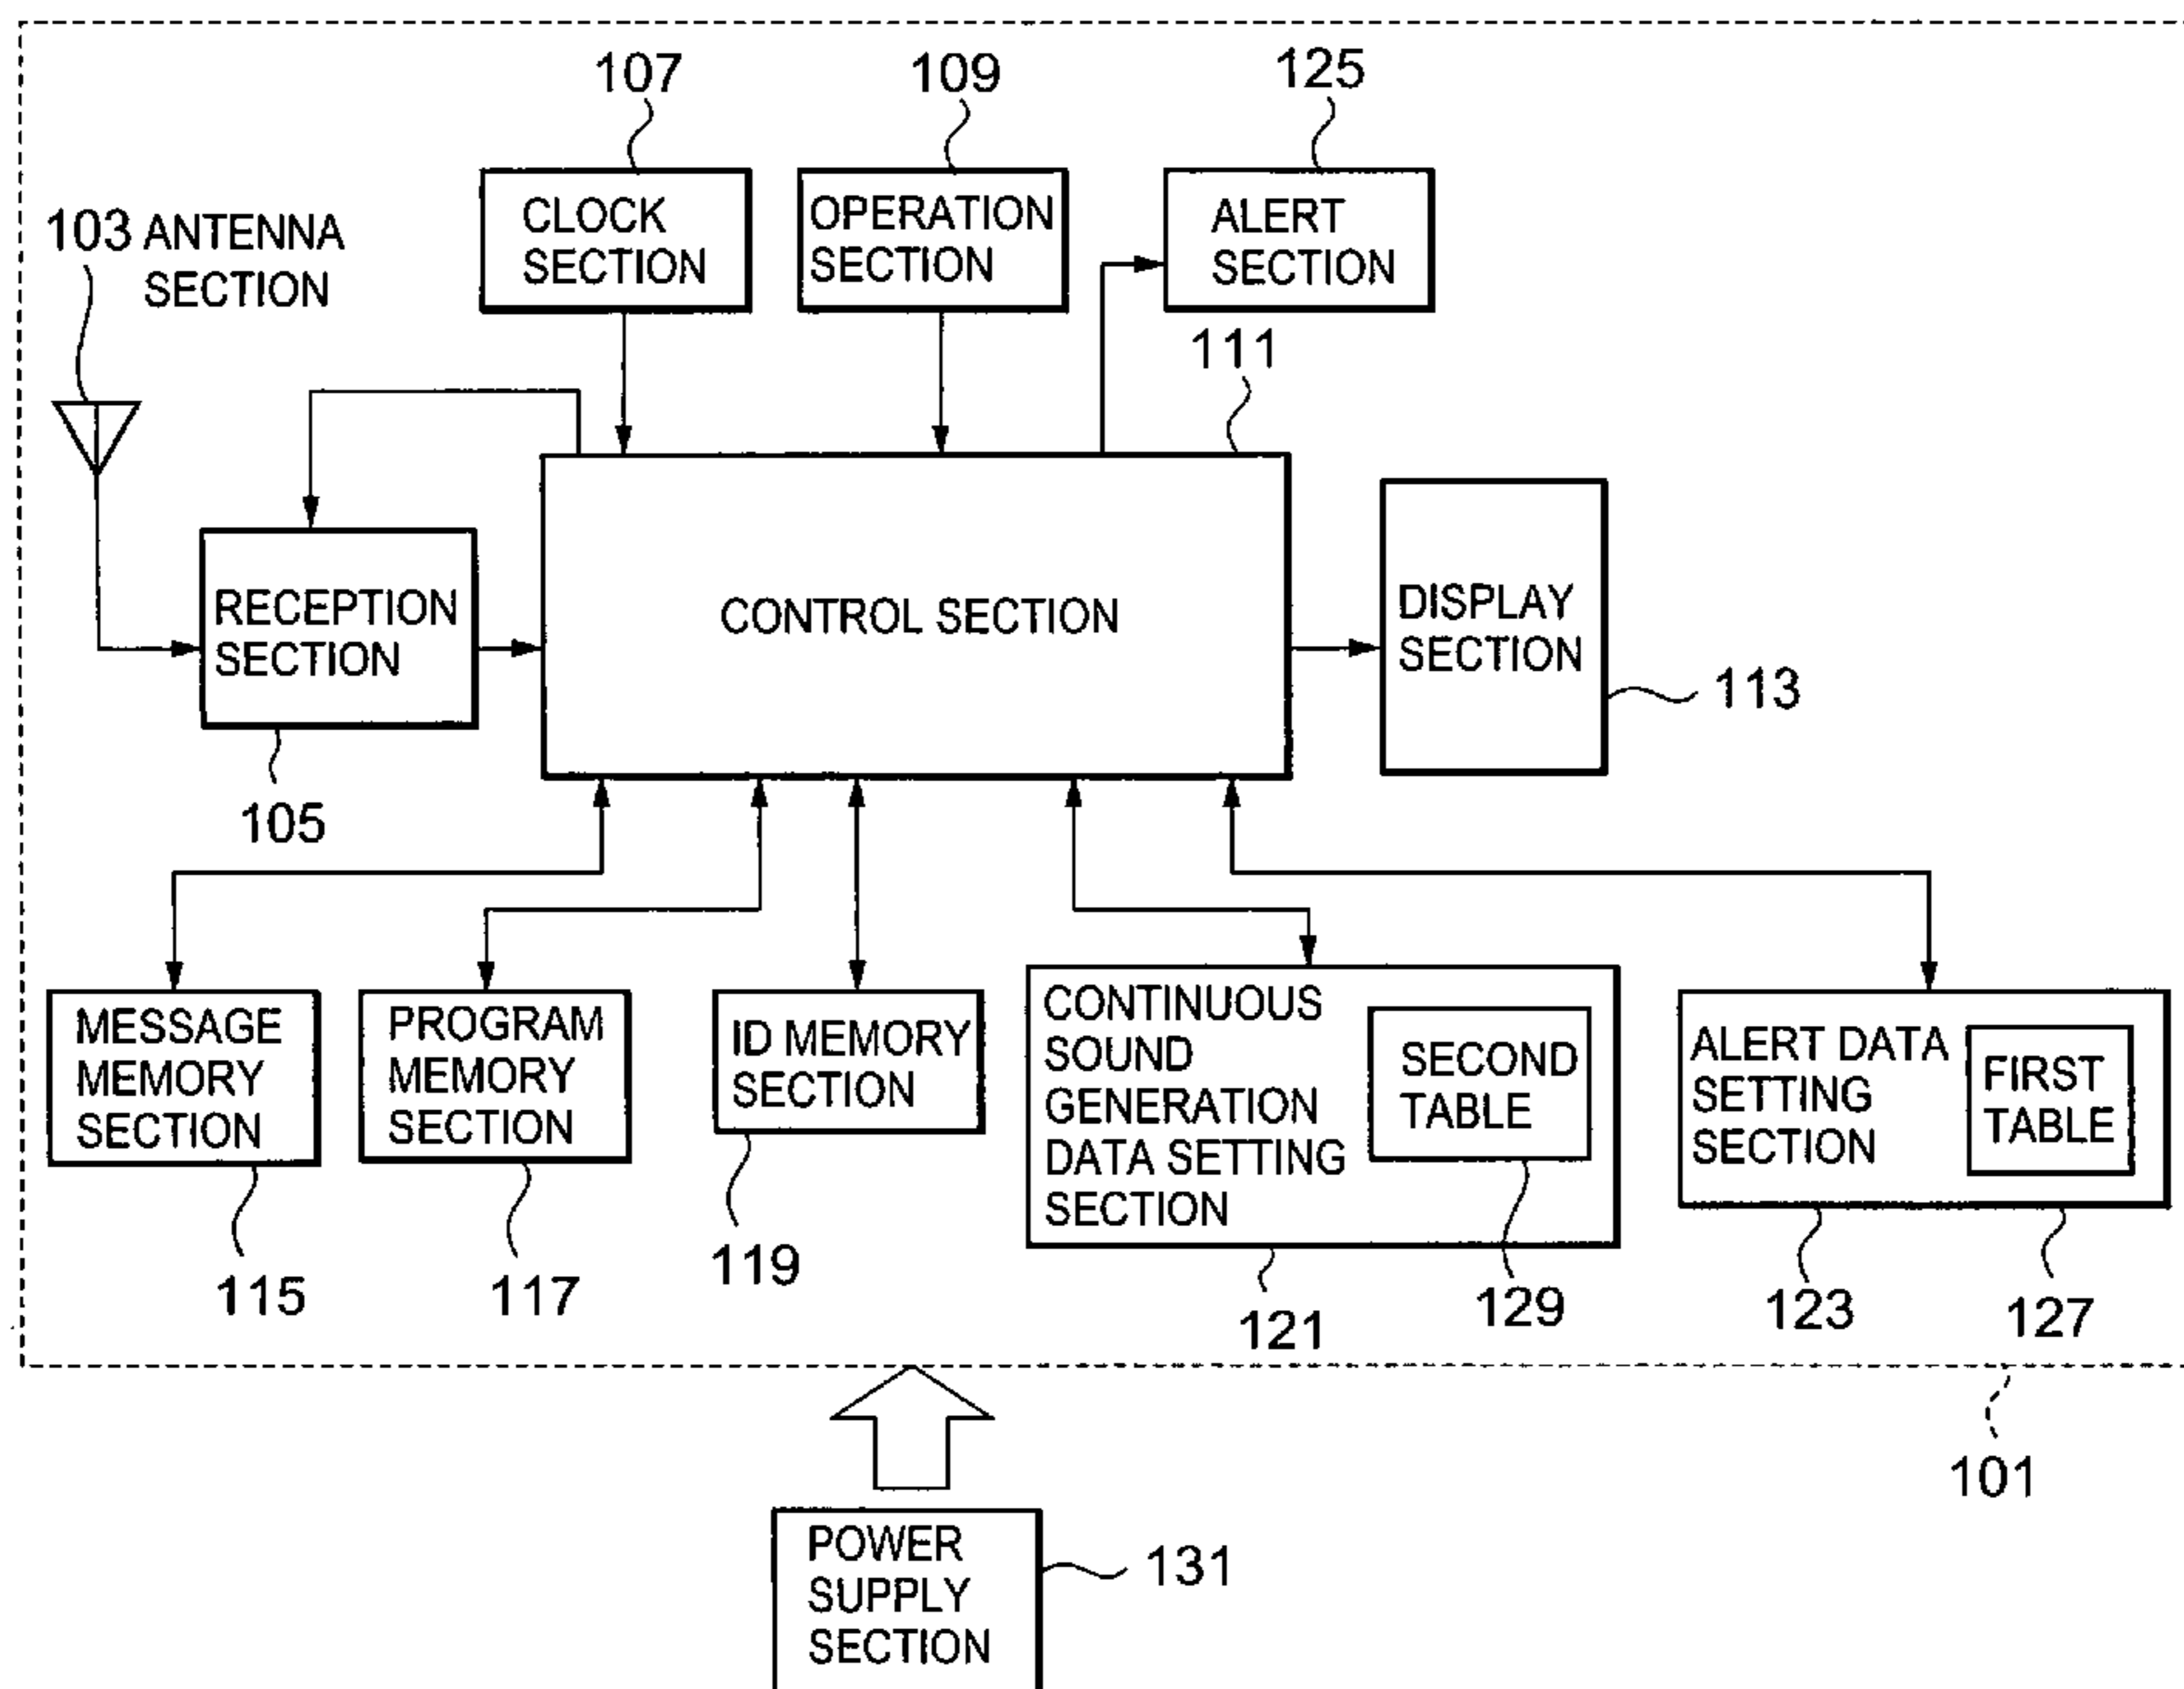 107
109
125
103 ANTENNA
SECTION
CLOCK
SECTION
OPERATION
SECTION
ALERT
SECTION
111
RECEPTION
SECTION
CONTROL SECTION
DISPLAY
SECTION
113
105
MESSAGE
MEMORY
SECTION
PROGRAM
MEMORY
SECTION
ID MEMORY
SECTION
CONTINUOUS
SOUND
GENERATION
DATA SETTING
SECTION
SECOND
TABLE
ALERT DATA
SETTING
SECTION
FIRST
TABLE
115
117
119
121
129
123
127
101
POWER
SUPPLY
SECTION
131